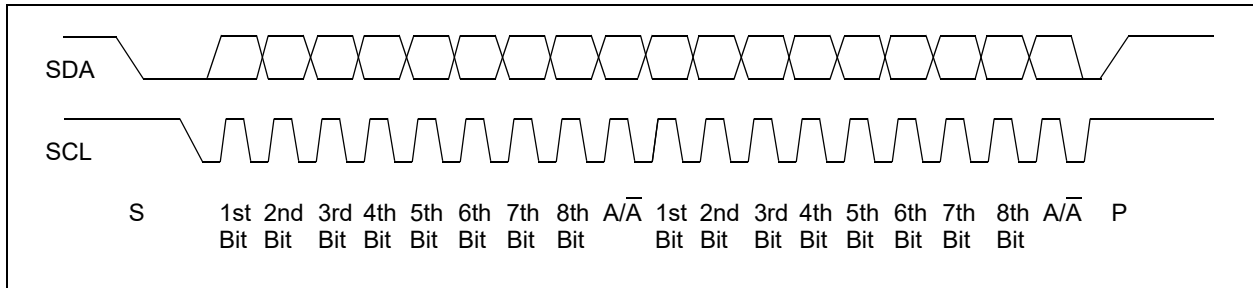 SDA
SCL
S 1st 2nd 3rd 4th 5th 6th 7th 8th A/A̅ 1st 2nd 3rd 4th 5th 6th 7th 8th A/A̅ P
Bit Bit Bit Bit Bit Bit Bit Bit Bit Bit Bit Bit Bit Bit Bit Bit